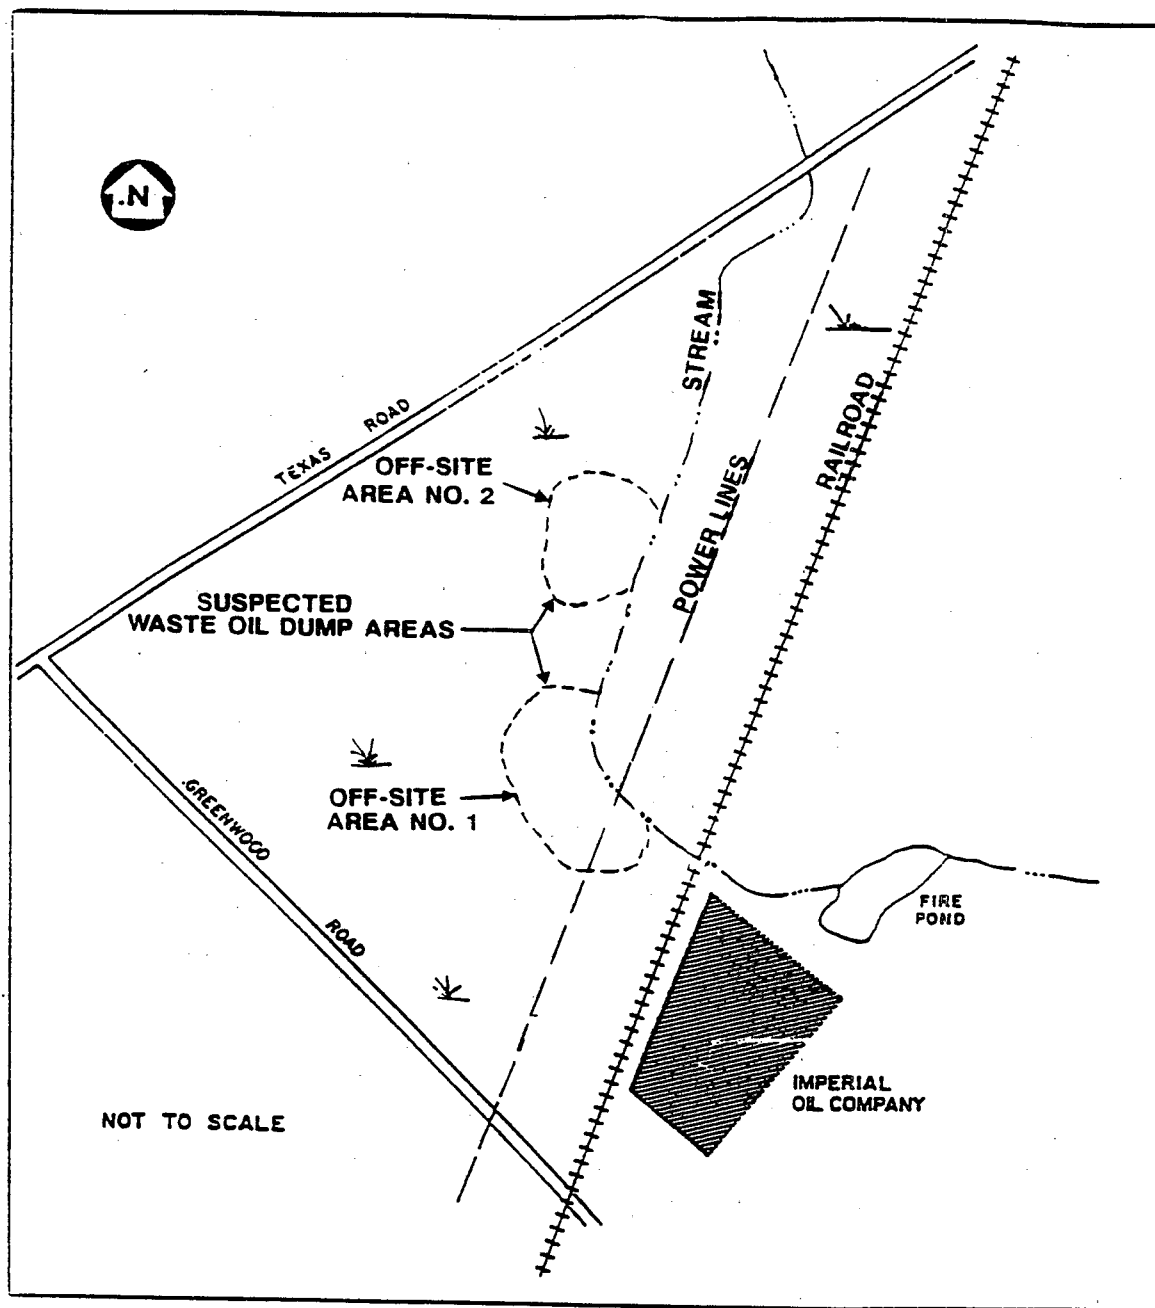 .N
STREAM
TEXAS ROAD
OFF-SITE
AREA NO. 2
RAILROAD
POWER LINES
SUSPECTED
WASTE OIL DUMP AREAS
.GREENWOOD
ROAD
OFF-SITE
AREA NO. 1
FIRE
POND
IMPERIAL
OIL COMPANY
NOT TO SCALE